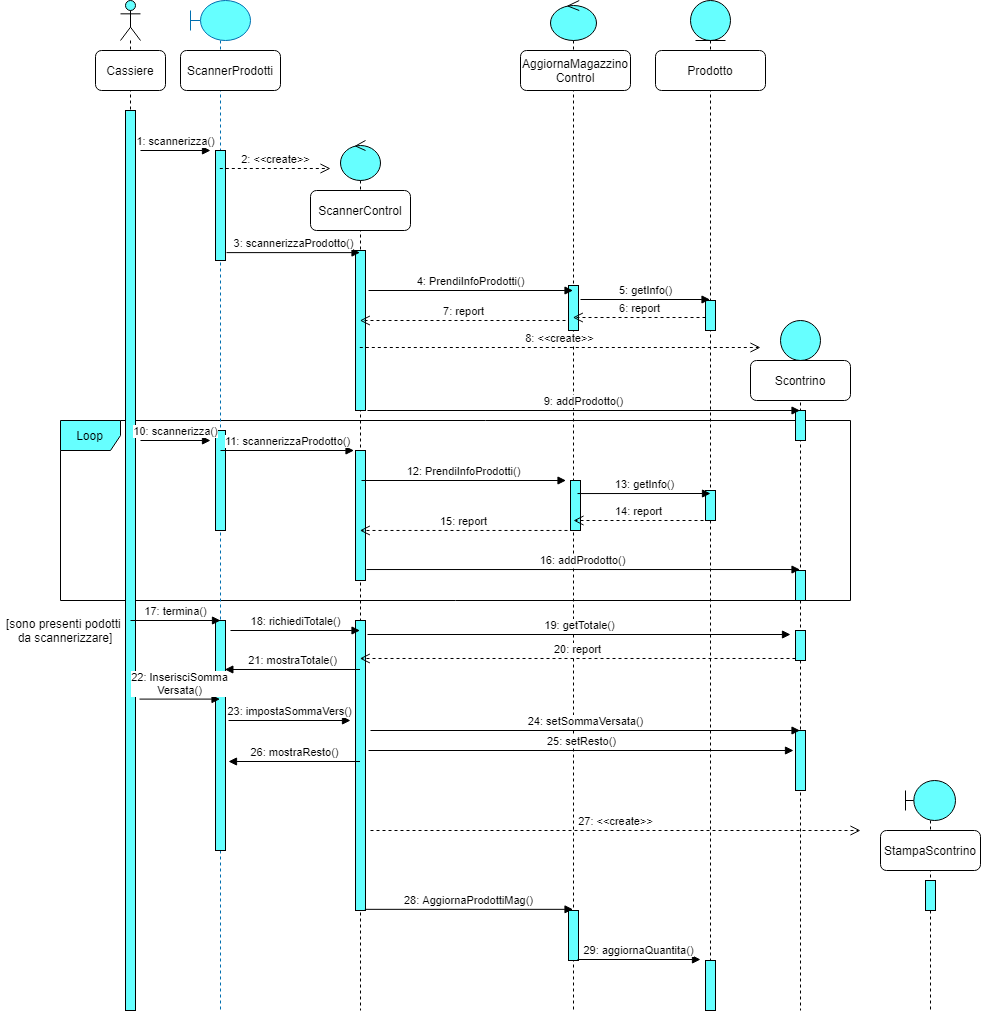 Cassiere
ScannerProdotti
AggiornaMagazzino
Control
Prodotto
1: scannerizza()
2: <<create>>
ScannerControl
3: scannerizzaProdotto()
4: PrendiInfoProdotti()
5: getInfo()
6: report
7: report
8: <<create>>
Scontrino
9: addProdotto()
Loop
10: scannerizza()
11: scannerizzaProdotto()
12: PrendiInfoProdotti()
13: getInfo()
14: report
15: report
16: addProdotto()
17: termina()
[sono presenti podotti
da scannerizzare]
18: richiediTotale()
19: getTotale()
20: report
21: mostraTotale()
22: InserisciSomma
Versata()
23: impostaSommaVers()
24: setSommaVersata()
25: setResto()
26: mostraResto()
27: <<create>>
StampaScontrino
28: AggiornaProdottiMag()
29: aggiornaQuantita()